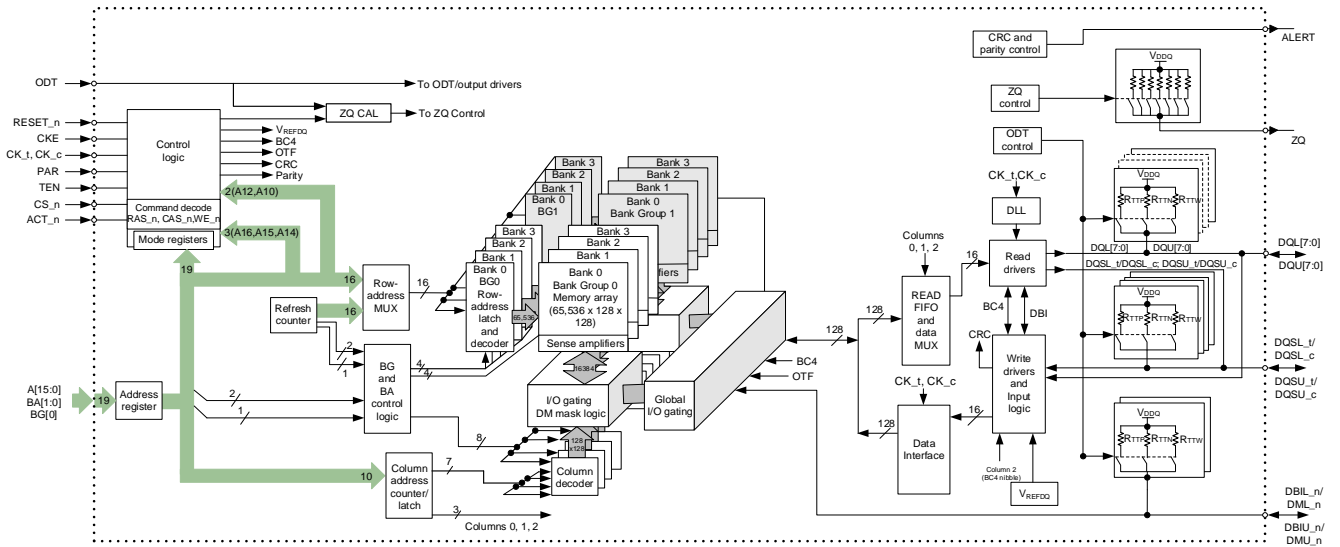 CRC and
parity control
ALERT
VDDQ
ZQ
control
ZQ
ODT
To ODT/output drivers
ZQ CAL
To ZQ Control
RESET_n
CKE
CK_t, CK_c
PAR
TEN
CS_n
ACT_n
Control
logic
VREFDQ
BC4
OTF
CRC
Parity
2(A12, A10)
Command decode
RAS_n, CAS_n,WE_n
3(A16,A15,A14)
Mode registers
19
16
Row-
address
MUX
16
Refresh
counter
16
2
1
BG
and
BA
control
logic
4
4
A[15:0]
BA[1:0]
BG[0]
19
Address
register
2
1
8
10
Column
address
counter/
latch
7
3
Columns 0, 1, 2
Bank 3
Bank 2
Bank 1
Bank 0
BG1
Bank 3
Bank 2
Bank 1
Bank 0
Bank Group 1
Bank 3
Bank 2
Bank 1
Bank 0
BG0
Row-
address
latch
and
decoder
65,536
Bank 3
Bank 2
Bank 1
Bank 0
Bank Group 0
Memory array
(65,536 x 128 x
128)
Sense amplifiers
ifiers
16384
I/O gating
DM mask logic
128
x128
Column
decoder
Global
I/O gating
BC4
OTF
128
128
128
Columns
0, 1, 2
READ
FIFO
and
data
MUX
16
CK_t, CK_c
Data
Interface
16
ODT
control
CK_t,CK_c
DLL
Read
drivers
BC4
DBI
CRC
Write
drivers
and
Input
logic
Column 2
(BC4 nibble)
VREFDQ
VDDQ
RTTP
RTTN
RTTW
DQL[7:0]
DQU[7:0]
DQSL_t/DQSL_c; DQSU_t/DQSU_c
DQL[7:0]
DQU[7:0]
VDDQ
RTTP
RTTN
RTTW
DQSL_t/
DQSL_c
DQSU_t/
DQSU_c
VDDQ
RTTP
RTTN
RTTW
DBIL_n/
DML_n
DBIU_n/
DMU_n